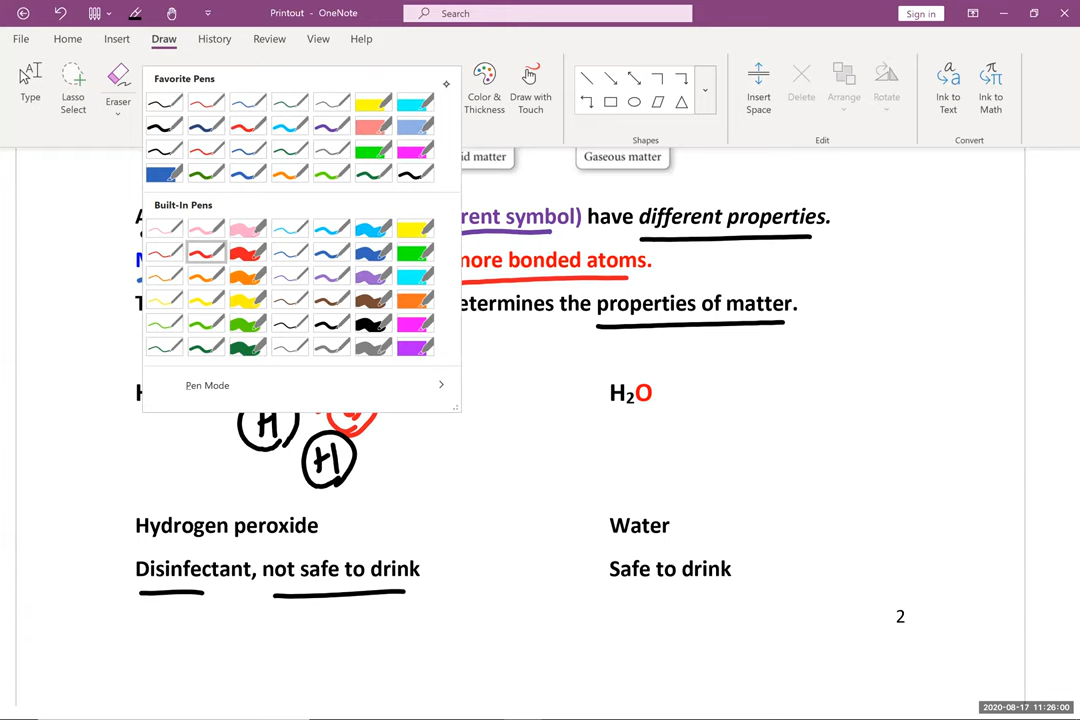 Printout - OneNote
Search
Sign in
File Home Insert Draw History Review View Help
Type
Lasso Select
Eraser
Favorite Pens
Built-In Pens
Pen Mode
Color & Thickness
Draw with Touch
Shapes
Insert Space
Delete
Arrange
Rotate
Edit
Ink to Text
Ink to Math
Convert
id matter
Gaseous matter
rent symbol) have different properties.
more bonded atoms.
etermines the properties of matter.
H₂O
H
H
Hydrogen peroxide
Water
Disinfectant, not safe to drink
Safe to drink
2
2020-08-17 11:26:00